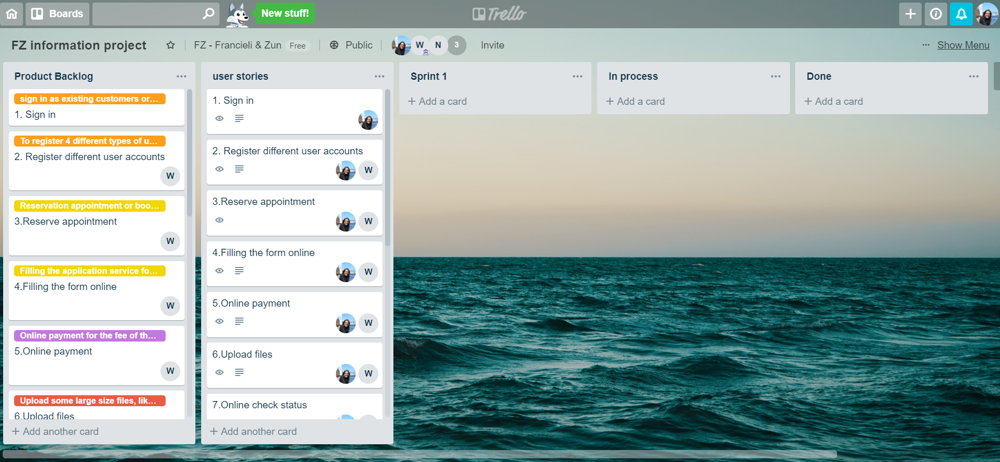 Boards
New stuff!
Trello
FZ information project
FZ - Francieli & Zun Free
Public
W
N
3
Invite
... Show Menu
Product Backlog
sign in as existing customers or...
1. Sign in
To register 4 different types of u...
2. Register different user accounts
W
Reservation appointment or boo...
3.Reserve appointment
W
Filling the application service fo...
4.Filling the form online
W
Online payment for the fee of th...
5.Online payment
W
Upload some large size files, lik...
6.Upload files
+ Add another card
user stories
1. Sign in
2. Register different user accounts
W
3.Reserve appointment
W
4.Filling the form online
W
5.Online payment
W
6.Upload files
W
7.Online check status
+ Add another card
Sprint 1
+ Add a card
In process
+ Add a card
Done
+ Add a card